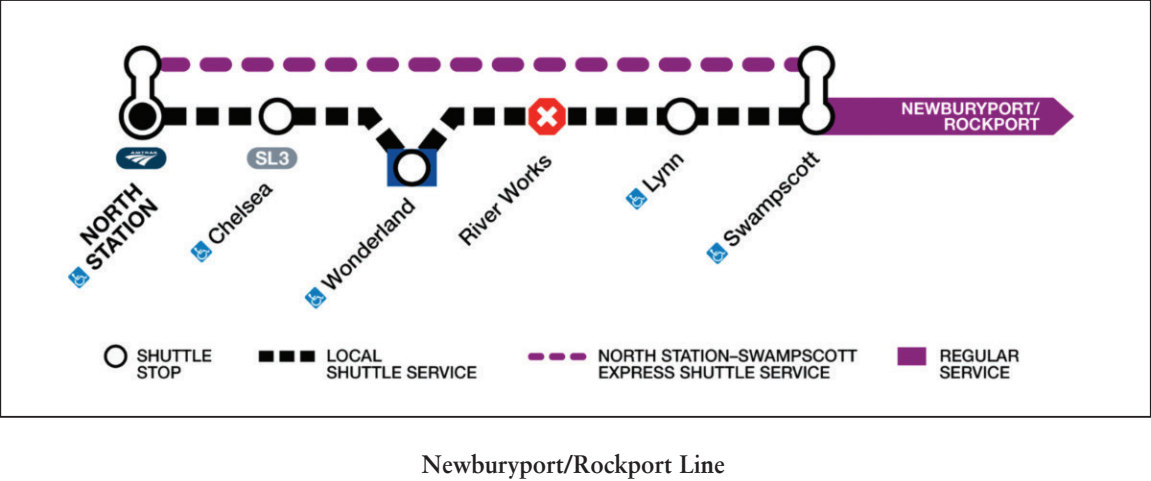 NEWBURYPORT/
ROCKPORT
AMTRAK
SL3
NORTH
STATION
Chelsea
Wonderland
River Works
Lynn
Swampscott
SHUTTLE
STOP
LOCAL
SHUTTLE SERVICE
NORTH STATION–SWAMPSCOTT
EXPRESS SHUTTLE SERVICE
REGULAR
SERVICE
Newburyport/Rockport Line